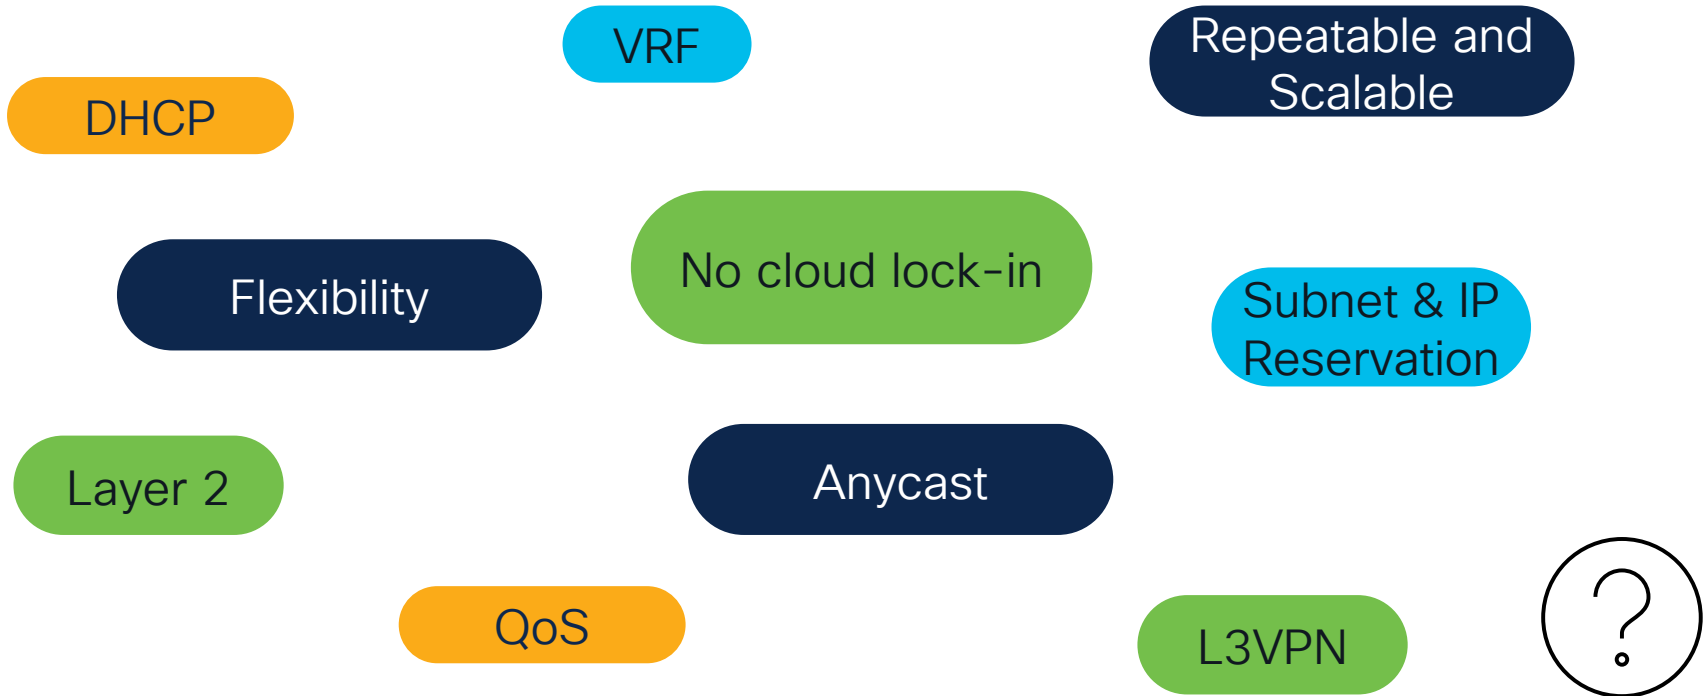 VRF
Repeatable and
Scalable
DHCP
No cloud lock-in
Flexibility
Subnet & IP
Reservation
Layer 2
Anycast
QoS
L3VPN
?